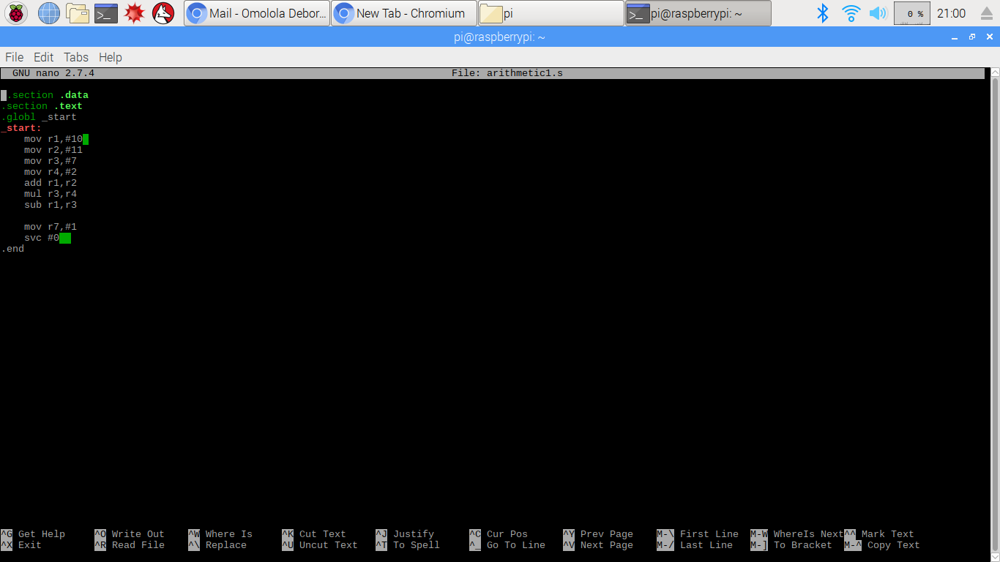 Mail - Omolola Debor...
New Tab - Chromium
pi
pi@raspberrypi: ~
0 %
21:00
pi@raspberrypi: ~
File Edit Tabs Help
GNU nano 2.7.4 File: arithmetic1.s
.section .data
.section .text
.globl _start
_start:
    mov r1,#10
    mov r2,#11
    mov r3,#7
    mov r4,#2
    add r1,r2
    mul r3,r4
    sub r1,r3
    mov r7,#1
    svc #0
.end
^G Get Help ^O Write Out ^W Where Is ^K Cut Text ^J Justify ^C Cur Pos ^Y Prev Page M-\ First Line M-W WhereIs Next ^^ Mark Text
^X Exit ^R Read File ^\ Replace ^U Uncut Text ^T To Spell ^_ Go To Line ^V Next Page M-/ Last Line M-] To Bracket M-^ Copy Text